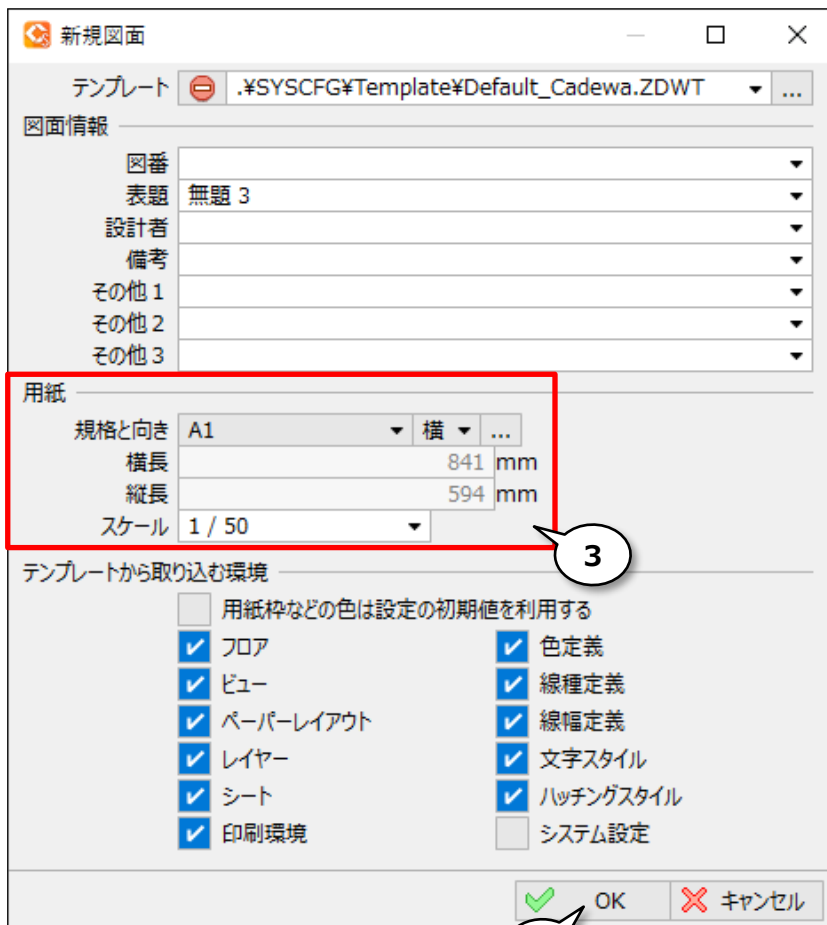 新規図面
テンプレート .¥SYSCFG¥Template¥Default_Cadewa.ZDWT ...
図面情報
図番
表題 無題 3
設計者
備考
その他 1
その他 2
その他 3
用紙
規格と向き A1 横 ...
横長 841 mm
縦長 594 mm
スケール 1 / 50
3
テンプレートから取り込む環境
用紙枠などの色は設定の初期値を利用する
フロア 色定義
ビュー 線種定義
ペーパーレイアウト 線幅定義
レイヤー 文字スタイル
シート ハッチングスタイル
印刷環境 システム設定
OK キャンセル